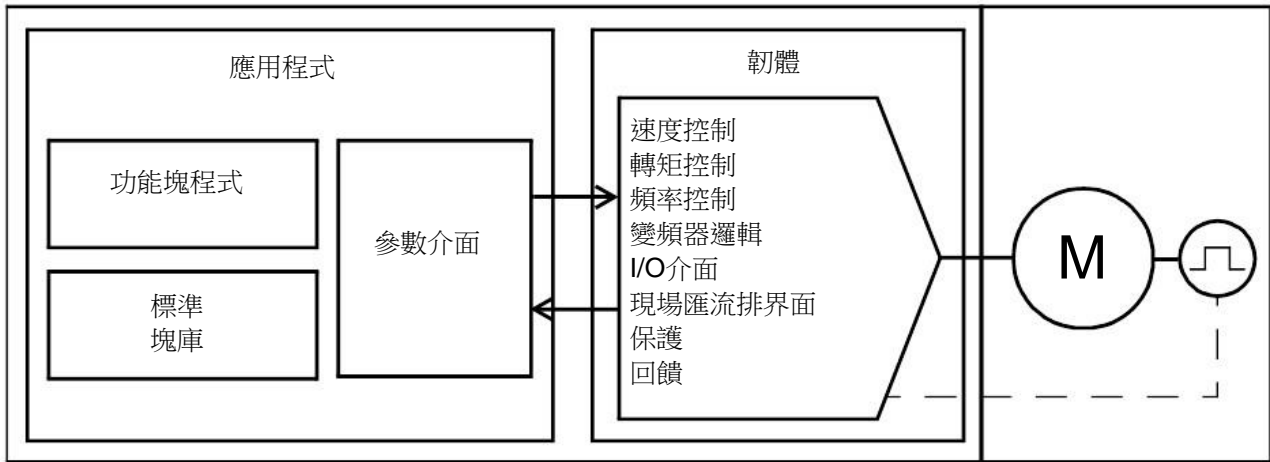 應用程式
功能塊程式
標準
塊庫
參數介面
韌體
速度控制
轉矩控制
頻率控制
變頻器邏輯
I/O介面
現場匯流排界面
保護
回饋
M